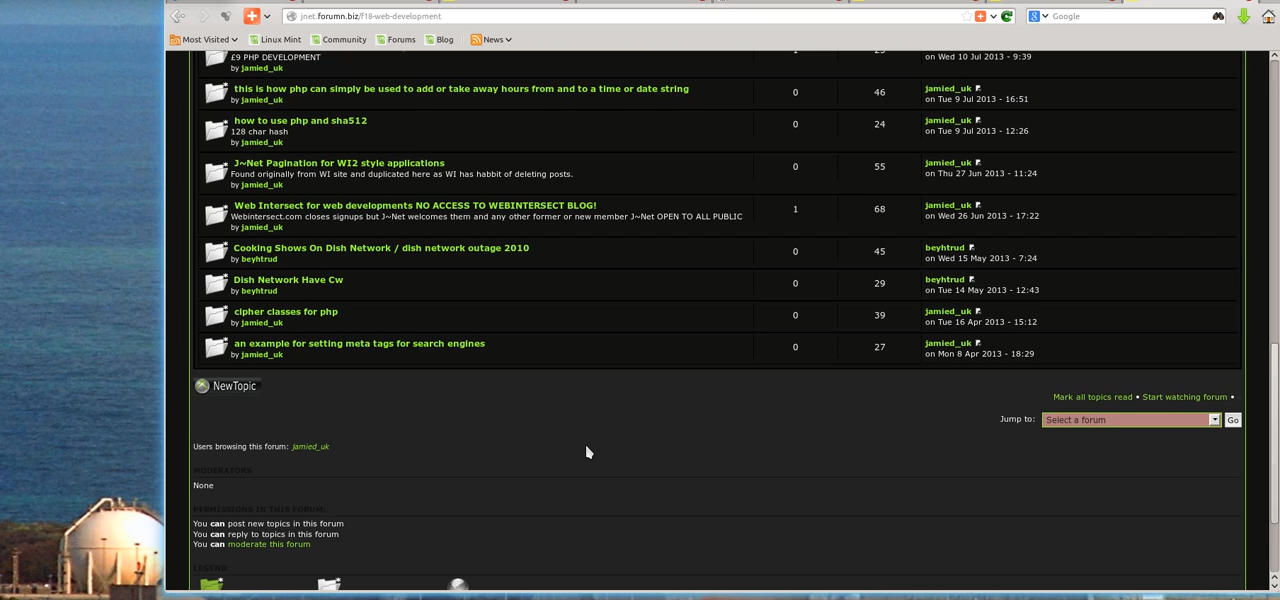 jnet.forumn.biz/f18-web-development
Google
Most Visited Linux Mint Community Forums Blog News
£9 PHP DEVELOPMENT
by jamied_uk
on Wed 10 Jul 2013 - 9:39
this is how php can simply be used to add or take away hours from and to a time or date string
by jamied_uk
0 46
jamied_uk
on Tue 9 Jul 2013 - 16:51
how to use php and sha512
128 char hash
by jamied_uk
0 24
jamied_uk
on Tue 9 Jul 2013 - 12:26
J~Net Pagination for WI2 style applications
Found originally from WI site and duplicated here as WI has habbit of deleting posts.
by jamied_uk
0 55
jamied_uk
on Thu 27 Jun 2013 - 11:24
Web Intersect for web developments NO ACCESS TO WEBINTERSECT BLOG!
Webintersect.com closes signups but J~Net welcomes them and any other former or new member J~Net OPEN TO ALL PUBLIC
by jamied_uk
1 68
jamied_uk
on Wed 26 Jun 2013 - 17:22
Cooking Shows On Dish Network / dish network outage 2010
by beyhtrud
0 45
beyhtrud
on Wed 15 May 2013 - 7:24
Dish Network Have Cw
by beyhtrud
0 29
beyhtrud
on Tue 14 May 2013 - 12:43
cipher classes for php
by jamied_uk
0 39
jamied_uk
on Tue 16 Apr 2013 - 15:12
an example for setting meta tags for search engines
by jamied_uk
0 27
jamied_uk
on Mon 8 Apr 2013 - 18:29
NewTopic
Mark all topics read • Start watching forum •
Jump to: Select a forum Go
Users browsing this forum: jamied_uk
MODERATORS
None
PERMISSIONS IN THIS FORUM:
You can post new topics in this forum
You can reply to topics in this forum
You can moderate this forum
LEGEND